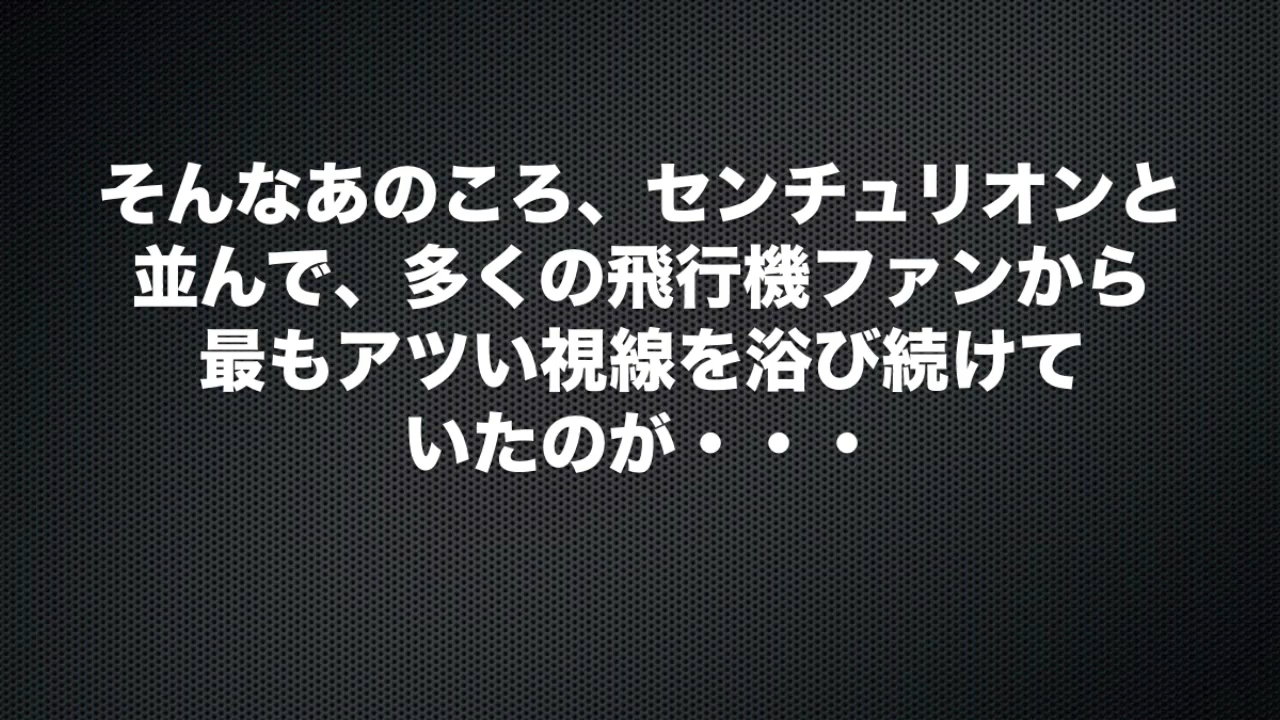 そんなあのころ、センチュリオンと
並んで、多くの飛行機ファンから
最もアツい視線を浴び続けて
いたのが・・・